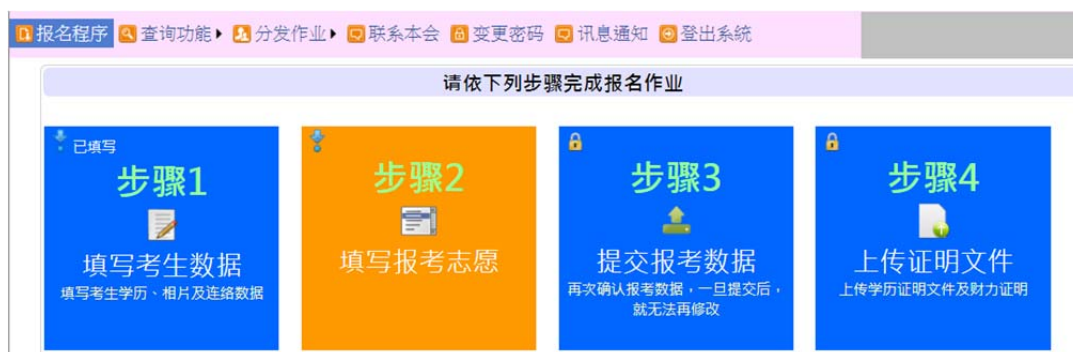 报名程序 查询功能 分发作业 联系本会 变更密码 讯息通知 登出系统
请依下列步骤完成报名作业
已填写
步骤1
填写考生数据
填写考生学历、相片及连络数据
步骤2
填写报考志愿
步骤3
提交报考数据
再次确认报考数据，一旦提交后，
就无法再修改
步骤4
上传证明文件
上传学历证明文件及财力证明